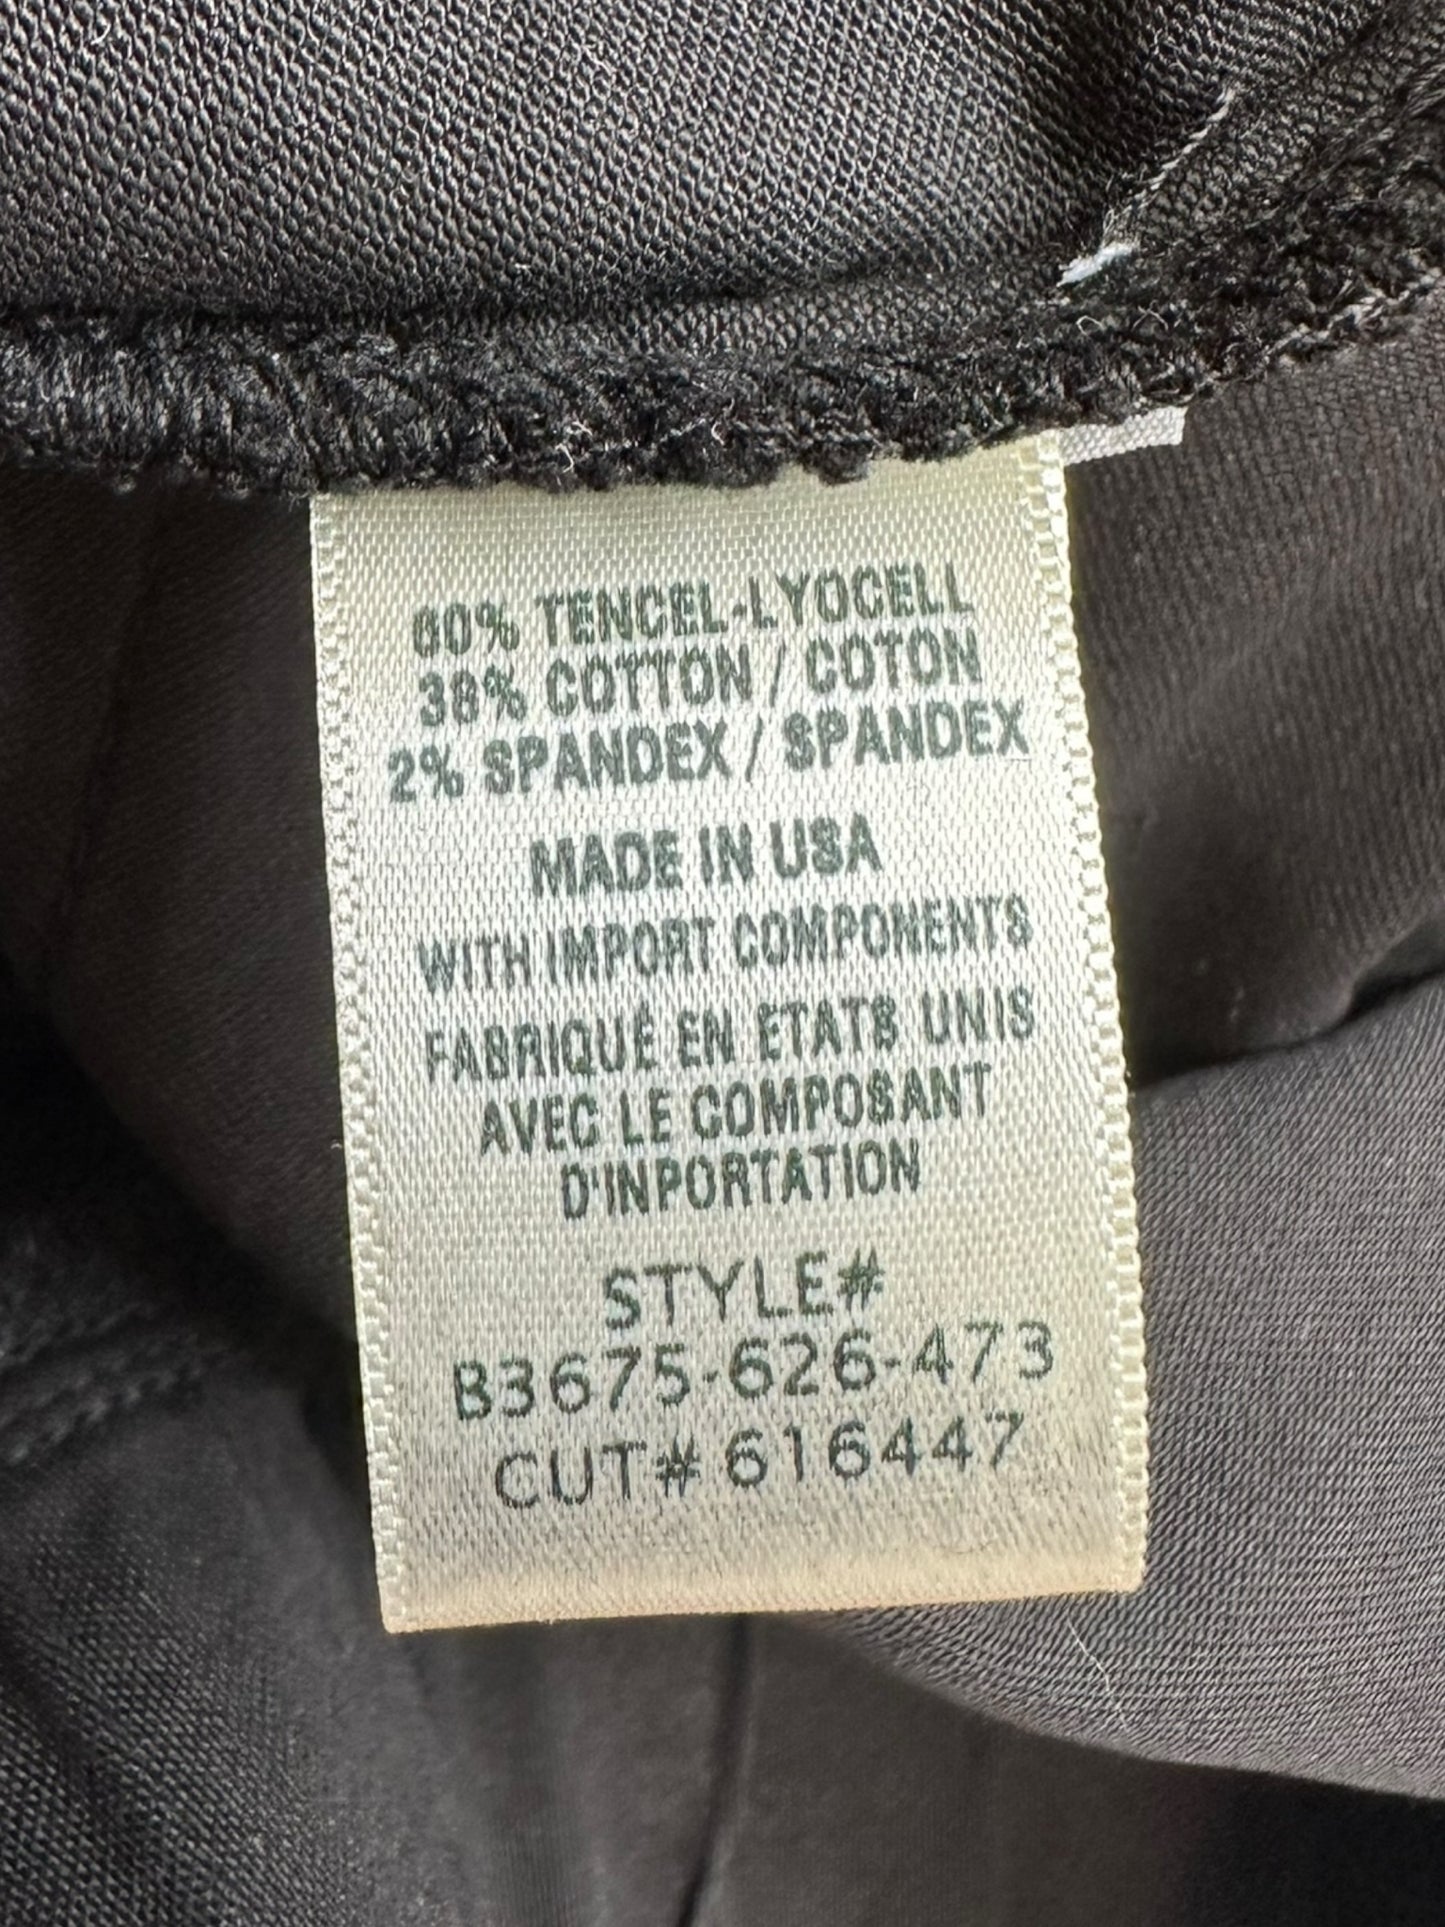 60% TENCEL-LYOCELL
38% COTTON / COTON
2% SPANDEX / SPANDEX
MADE IN USA
WITH IMPORT COMPONENTS
FABRIQUÉ EN ETATS UNIS
AVEC LE COMPOSANT
D'INPORTATION
STYLE#
B3675-626-473
CUT# 616447